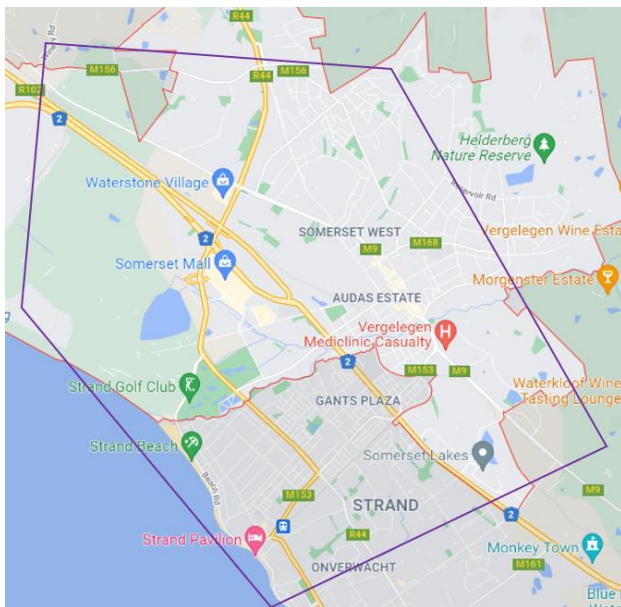 R44
M156
M156
R102
2
Helderberg
Nature Reserve
Waterstone Village
Reservoir Rd
SOMERSET WEST
M9
M168
Vergelegen Wine Esta
2
Somerset Mall
Morgenster Estate
AUDAS ESTATE
Vergelegen
Mediclinic-Casualty
2
M153
M9
Strand Golf Club
Waterkloof Wine
Tasting Lounge
GANTS PLAZA
Strand Beach
Somerset Lakes
Beach Rd
M153
M9
STRAND
2
R44
Strand Pavilion
Monkey Town
M161
ONVERWACHT
Blue